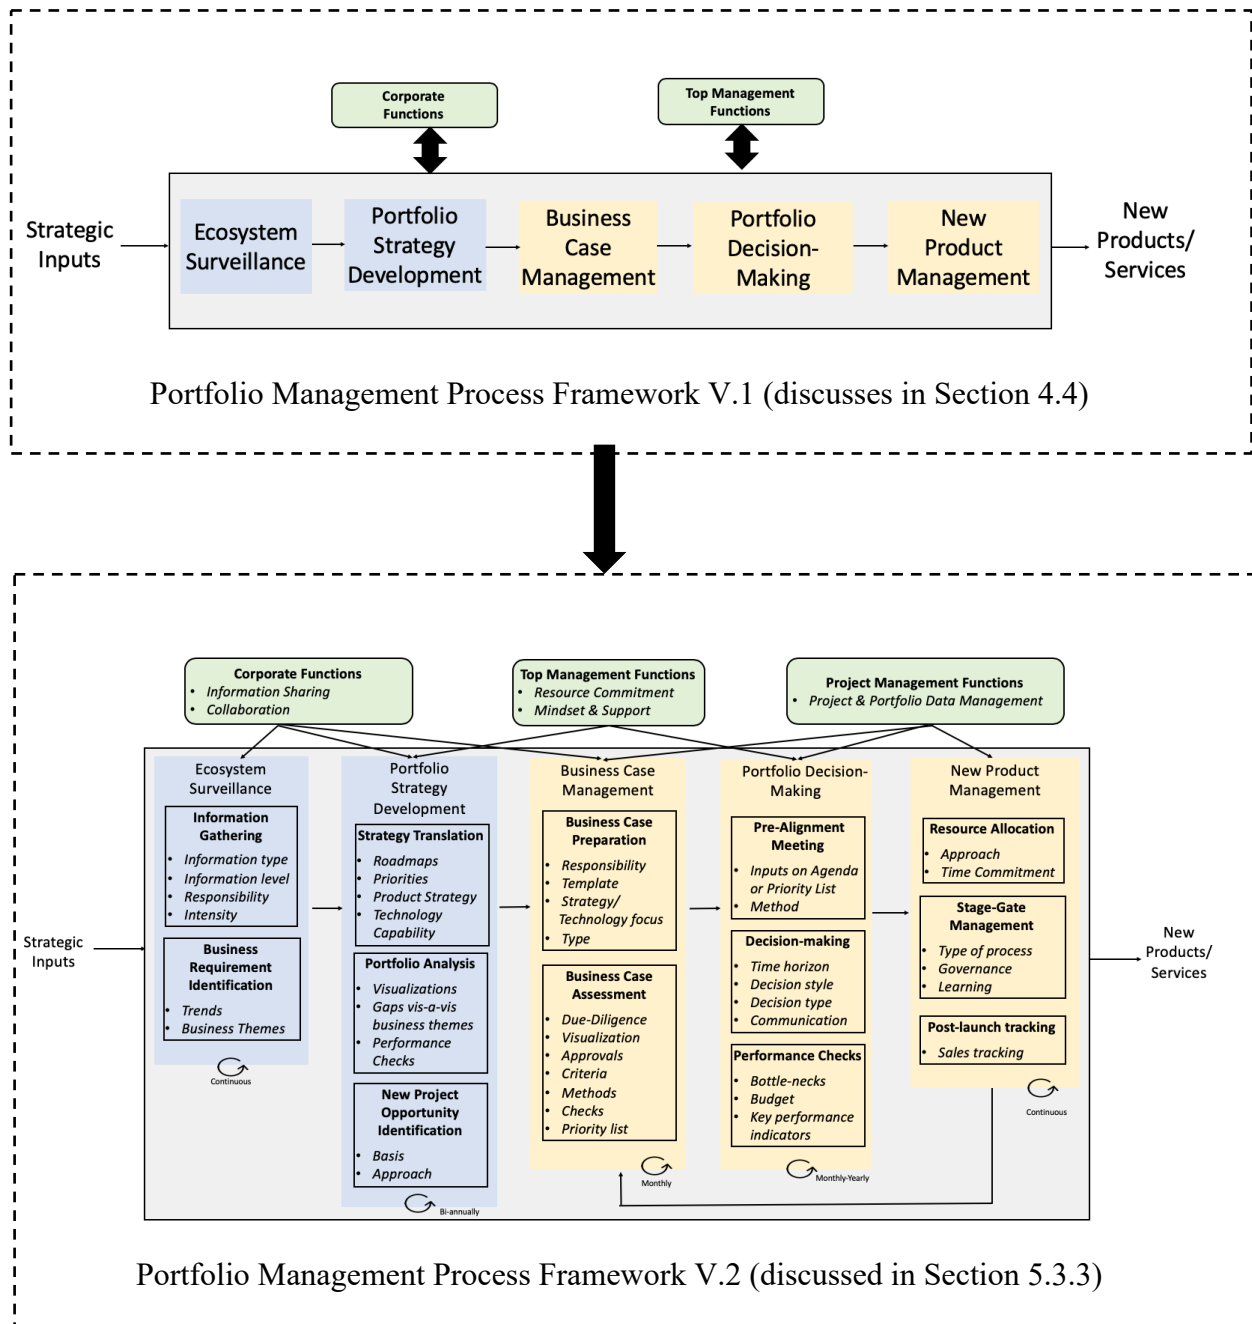 Corporate
Functions
Top Management
Functions
Strategic
Inputs
Ecosystem
Surveillance
Portfolio
Strategy
Development
Business
Case
Management
Portfolio
Decision-
Making
New
Product
Management
New
Products/
Services
Portfolio Management Process Framework V.1 (discusses in Section 4.4)
Corporate Functions
• Information Sharing
• Collaboration
Top Management Functions
• Resource Commitment
• Mindset & Support
Project Management Functions
• Project & Portfolio Data Management
Strategic
Inputs
Ecosystem
Surveillance
Information
Gathering
• Information type
• Information level
• Responsibility
• Intensity
Business
Requirement
Identification
• Trends
• Business Themes
Continuous
Portfolio
Strategy
Development
Strategy Translation
• Roadmaps
• Priorities
• Product Strategy
• Technology
Capability
Portfolio Analysis
• Visualizations
• Gaps vis-a-vis
business themes
• Performance
Checks
New Project
Opportunity
Identification
• Basis
• Approach
Bi-annually
Business Case
Management
Business Case
Preparation
• Responsibility
• Template
• Strategy/
Technology focus
• Type
Business Case
Assessment
• Due-Diligence
• Visualization
• Approvals
• Criteria
• Methods
• Checks
• Priority list
Monthly
Portfolio Decision-
Making
Pre-Alignment
Meeting
• Inputs on Agenda
or Priority List
• Method
Decision-making
• Time horizon
• Decision style
• Decision type
• Communication
Performance Checks
• Bottle-necks
• Budget
• Key performance
indicators
Monthly-Yearly
New Product
Management
Resource Allocation
• Approach
• Time Commitment
Stage-Gate
Management
• Type of process
• Governance
• Learning
Post-launch tracking
• Sales tracking
Continuous
New
Products/
Services
Portfolio Management Process Framework V.2 (discussed in Section 5.3.3)